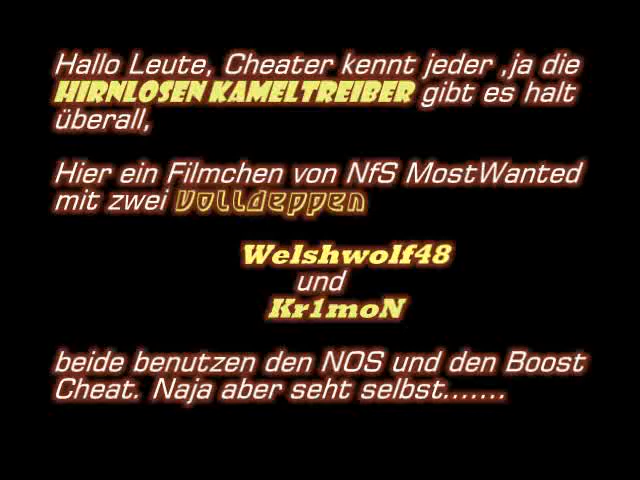 Hallo Leute, Cheater kennt jeder ,ja die
HIRNLOSEN KAMELTREIBER gibt es halt
überall,
Hier ein Filmchen von NfS MostWanted
mit zwei Volldeppen
Welshwolf48
und
Kr1moN
beide benutzen den NOS und den Boost
Cheat. Naja aber seht selbst.......